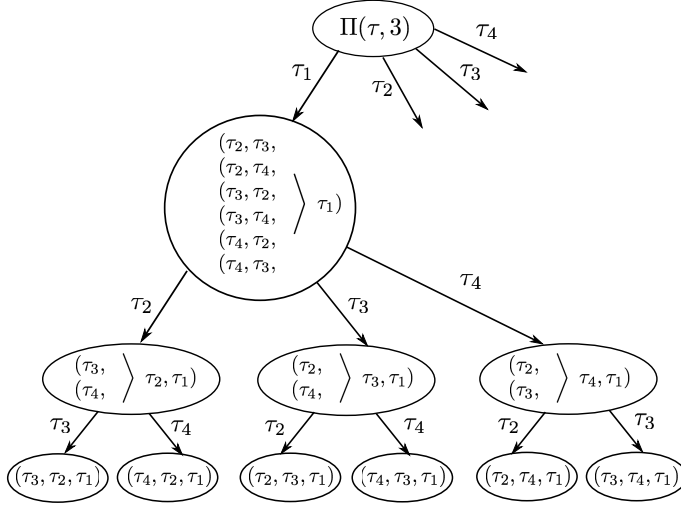 Π(τ, 3)
τ₄
τ₁
τ₂
τ₃
(τ₂, τ₃,
(τ₂, τ₄,
(τ₃, τ₂,
(τ₃, τ₄,
(τ₄, τ₂,
(τ₄, τ₃,
τ₁)
τ₂
τ₃
τ₄
(τ₃,
(τ₄,
τ₂, τ₁)
(τ₂,
(τ₄,
τ₃, τ₁)
(τ₂,
(τ₃,
τ₄, τ₁)
τ₃
τ₄
τ₂
τ₄
τ₂
τ₃
(τ₃, τ₂, τ₁)
(τ₄, τ₂, τ₁)
(τ₂, τ₃, τ₁)
(τ₄, τ₃, τ₁)
(τ₂, τ₄, τ₁)
(τ₃, τ₄, τ₁)